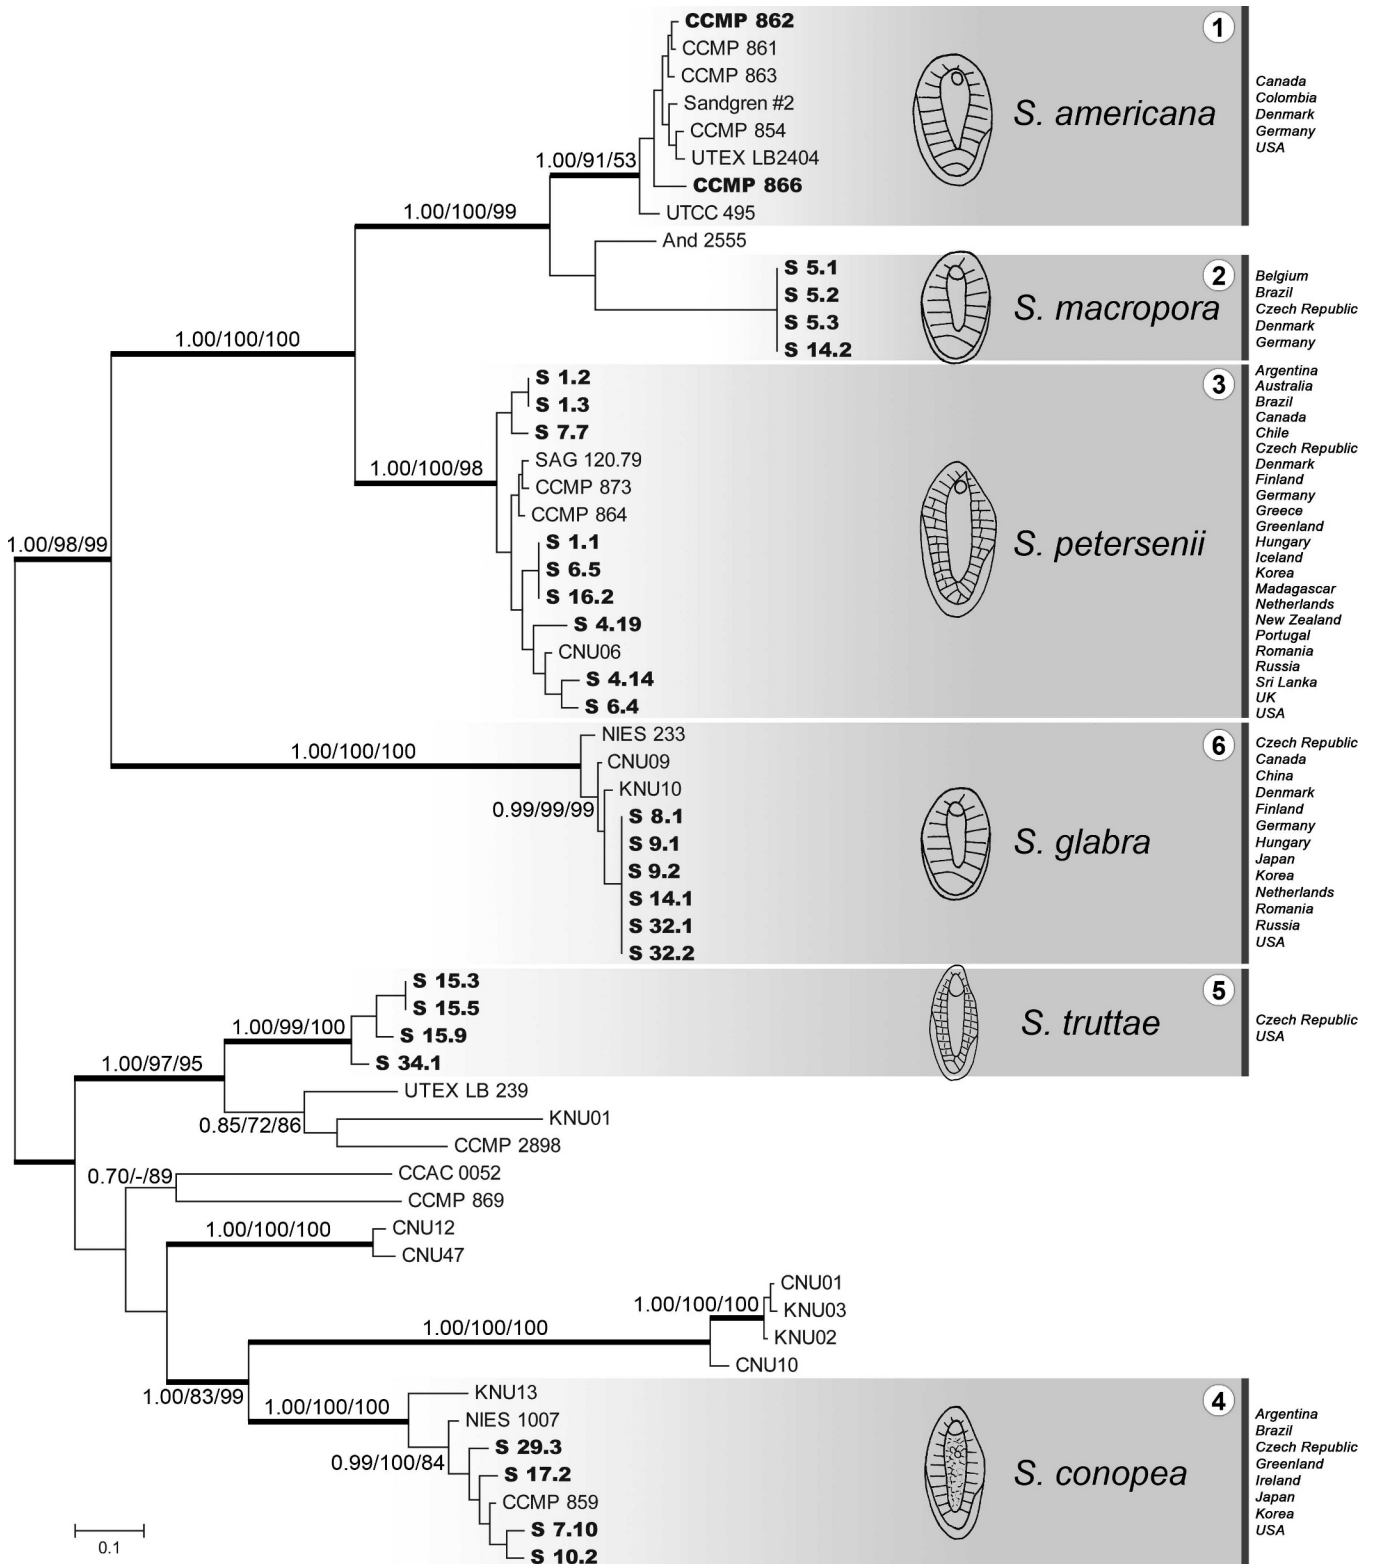 CCMP 862
CCMP 861
CCMP 863
Sandgren #2
CCMP 854
UTEX LB2404
CCMP 866
UTCC 495
1.00/91/53
1.00/100/99
1
S. americana
Canada
Colombia
Denmark
Germany
USA
And 2555
S 5.1
S 5.2
S 5.3
S 14.2
2
S. macropora
Belgium
Brazil
Czech Republic
Denmark
Germany
1.00/100/100
S 1.2
S 1.3
S 7.7
SAG 120.79
CCMP 873
CCMP 864
S 1.1
S 6.5
S 16.2
S 4.19
CNU06
S 4.14
S 6.4
1.00/100/98
3
S. petersenii
Argentina
Australia
Brazil
Canada
Chile
Czech Republic
Denmark
Finland
Germany
Greece
Greenland
Hungary
Iceland
Korea
Madagascar
Netherlands
New Zealand
Portugal
Romania
Russia
Sri Lanka
UK
USA
1.00/98/99
NIES 233
CNU09
KNU10
S 8.1
S 9.1
S 9.2
S 14.1
S 32.1
S 32.2
1.00/100/100
0.99/99/99
6
S. glabra
Czech Republic
Canada
China
Denmark
Finland
Germany
Hungary
Japan
Korea
Netherlands
Romania
Russia
USA
S 15.3
S 15.5
S 15.9
S 34.1
1.00/99/100
1.00/97/95
5
S. truttae
Czech Republic
USA
UTEX LB 239
KNU01
CCMP 2898
0.85/72/86
CCAC 0052
CCMP 869
0.70/-/89
CNU12
CNU47
1.00/100/100
CNU01
KNU03
KNU02
CNU10
1.00/100/100
1.00/100/100
1.00/83/99
KNU13
NIES 1007
S 29.3
S 17.2
CCMP 859
S 7.10
S 10.2
1.00/100/100
0.99/100/84
4
S. conopea
Argentina
Brazil
Czech Republic
Greenland
Ireland
Japan
Korea
USA
0.1